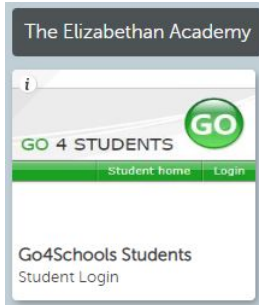 The Elizabethan Academy
i
GO
GO 4 STUDENTS
Student home Login
Go4Schools Students
Student Login